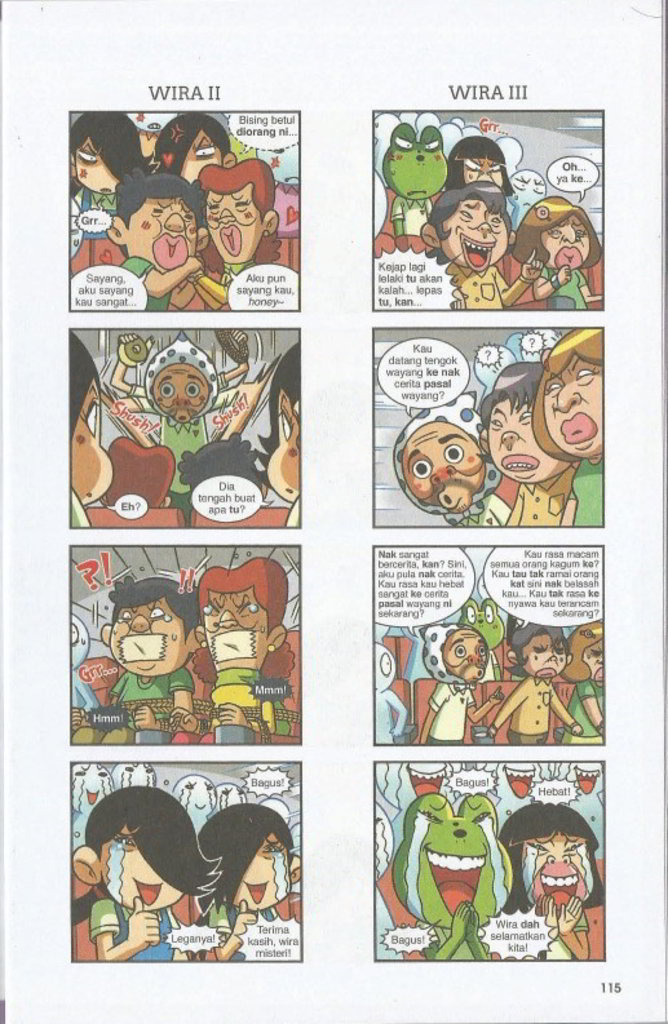 WIRA II
Bising betul
diorang ni...
Grr...
Sayang,
aku sayang
kau sangat...
Aku pun
sayang kau,
honey~
Shush!
Shush!
Eh?
Dia
tengah buat
apa tu?
?!
!!
Grr...
Hmm!
Mmm!
Bagus!
Leganya!
Terima
kasih, wira
misteri!
WIRA III
Grr...
Oh...
ya ke...
Kejap lagi
lelaki tu akan
kalah... lepas
tu, kan...
Kau
datang tengok
wayang ke nak
cerita pasal
wayang?
?
?
Nak sangat
bercerita, kan? Sini,
aku pula nak cerita.
Kau rasa kau hebat
sangat ke cerita
pasal wayang ni
sekarang?
Kau rasa macam
semua orang kagum ke?
Kau tau tak ramai orang
kat sini nak belasah
kau... Kau tak rasa ke
nyawa kau terancam
sekarang?
Bagus!
Hebat!
Bagus!
Wira dah
selamatkan
kita!
115